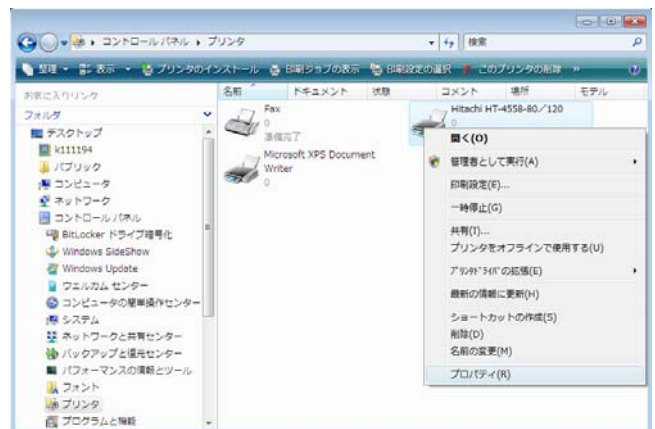 コントロール パネル ▸ プリンタ
検索
整理
表示
プリンタのインストール
印刷ジョブの表示
印刷設定の選択
このプリンタの削除
»
お気に入りリンク
フォルダ
デスクトップ
k111194
パブリック
コンピュータ
ネットワーク
コントロール パネル
BitLocker ドライブ暗号化
Windows SideShow
Windows Update
ウェルカム センター
コンピュータの簡単操作センター
システム
ネットワークと共有センター
バックアップと復元センター
パフォーマンスの情報とツール
フォント
プリンタ
プログラムと機能
名前
ドキュメント
状態
コメント
場所
モデル
Fax
0
準備完了
Microsoft XPS Document
Writer
0
Hitachi HT-4558-80/120
0
開く(O)
管理者として実行(A)
印刷設定(E)...
一時停止(G)
共有(I)...
プリンタをオフラインで使用する(U)
プリンタドライバの拡張(E)
最新の情報に更新(H)
ショートカットの作成(S)
削除(D)
名前の変更(M)
プロパティ(R)